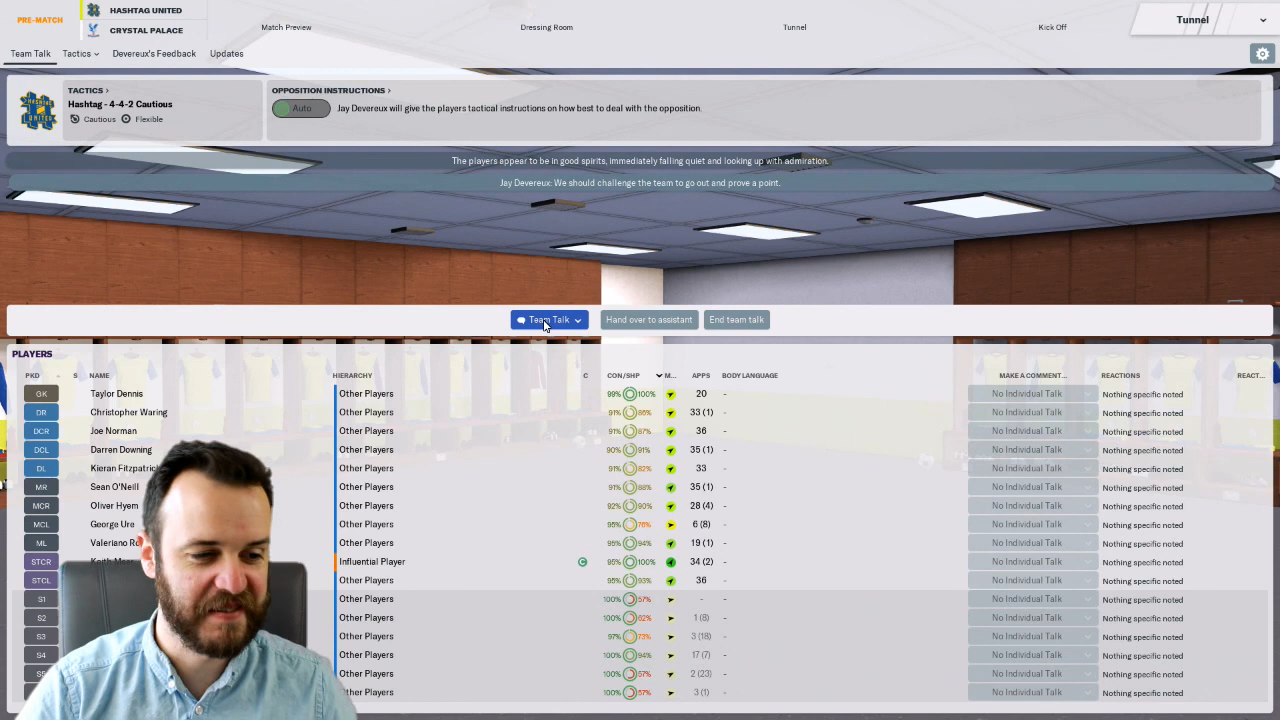 PRE-MATCH
HASHTAG UNITED
CRYSTAL PALACE
Match Preview
Dressing Room
Tunnel
Kick Off
Tunnel
Team Talk
Tactics
Devereux's Feedback
Updates
TACTICS >
Hashtag - 4-4-2 Cautious
Cautious Flexible
OPPOSITION INSTRUCTIONS >
Auto
Jay Devereux will give the players tactical instructions on how best to deal with the opposition.
The players appear to be in good spirits, immediately falling quiet and looking up with admiration.
Jay Devereux: We should challenge the team to go out and prove a point.
Team Talk
Hand over to assistant
End team talk
PLAYERS
PKD S NAME HIERARCHY C CON/SHP M... APPS BODY LANGUAGE MAKE A COMMENT... REACTIONS REACT...
GK Taylor Dennis Other Players 99% 100% 20 - No Individual Talk Nothing specific noted
DR Christopher Waring Other Players 91% 86% 33 (1) - No Individual Talk Nothing specific noted
DCR Joe Norman Other Players 91% 87% 36 - No Individual Talk Nothing specific noted
DCL Darren Downing Other Players 90% 91% 35 (1) - No Individual Talk Nothing specific noted
DL Kieran Fitzpatric Other Players 91% 82% 33 - No Individual Talk Nothing specific noted
MR Sean O'Neill Other Players 91% 88% 35 (1) - No Individual Talk Nothing specific noted
MCR Oliver Hyem Other Players 92% 90% 28 (4) - No Individual Talk Nothing specific noted
MCL George Ure Other Players 95% 76% 6 (8) - No Individual Talk Nothing specific noted
ML Valeriano Other Players 95% 94% 19 (1) - No Individual Talk Nothing specific noted
STCR Keith Influential Player C 95% 100% 34 (2) - No Individual Talk Nothing specific noted
STCL Other Players 95% 93% 36 - No Individual Talk Nothing specific noted
S1 Other Players 100% 57% - - No Individual Talk Nothing specific noted
S2 Other Players 100% 62% 1 (8) - No Individual Talk Nothing specific noted
S3 Other Players 97% 73% 3 (18) - No Individual Talk Nothing specific noted
S4 Other Players 100% 94% 17 (7) - No Individual Talk Nothing specific noted
S5 Other Players 100% 57% 2 (23) - No Individual Talk Nothing specific noted
Other Players 100% 57% 3 (1) - No Individual Talk Nothing specific noted